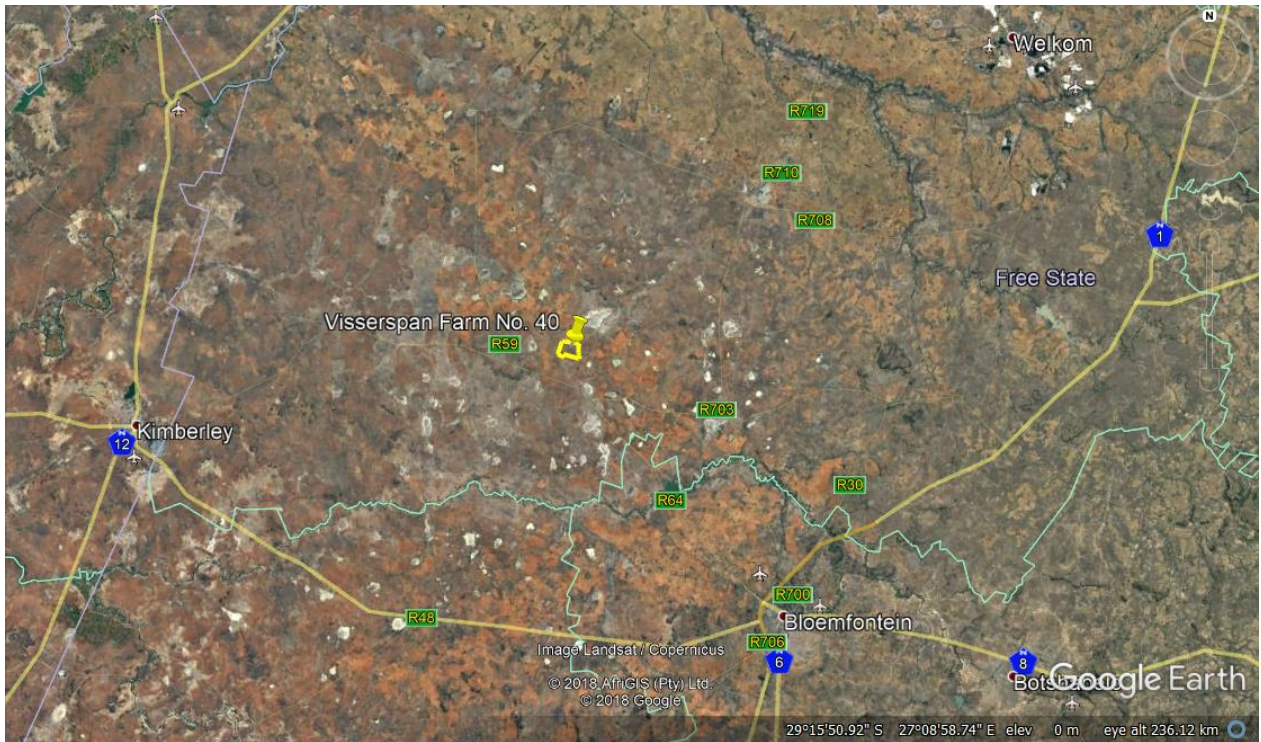 N
Welkom
R719
R710
R708
N
1
Free State
Visserspan Farm No. 40
R59
R703
Kimberley
N
12
R30
R64
R700
Bloemfontein
R48
R706
Image Landsat / Copernicus
N
6
N
8
Google Earth
© 2018 AfriGIS (Pty) Ltd.
© 2018 Google
29°15'50.92" S 27°08'58.74" E elev 0 m eye alt 236.12 km